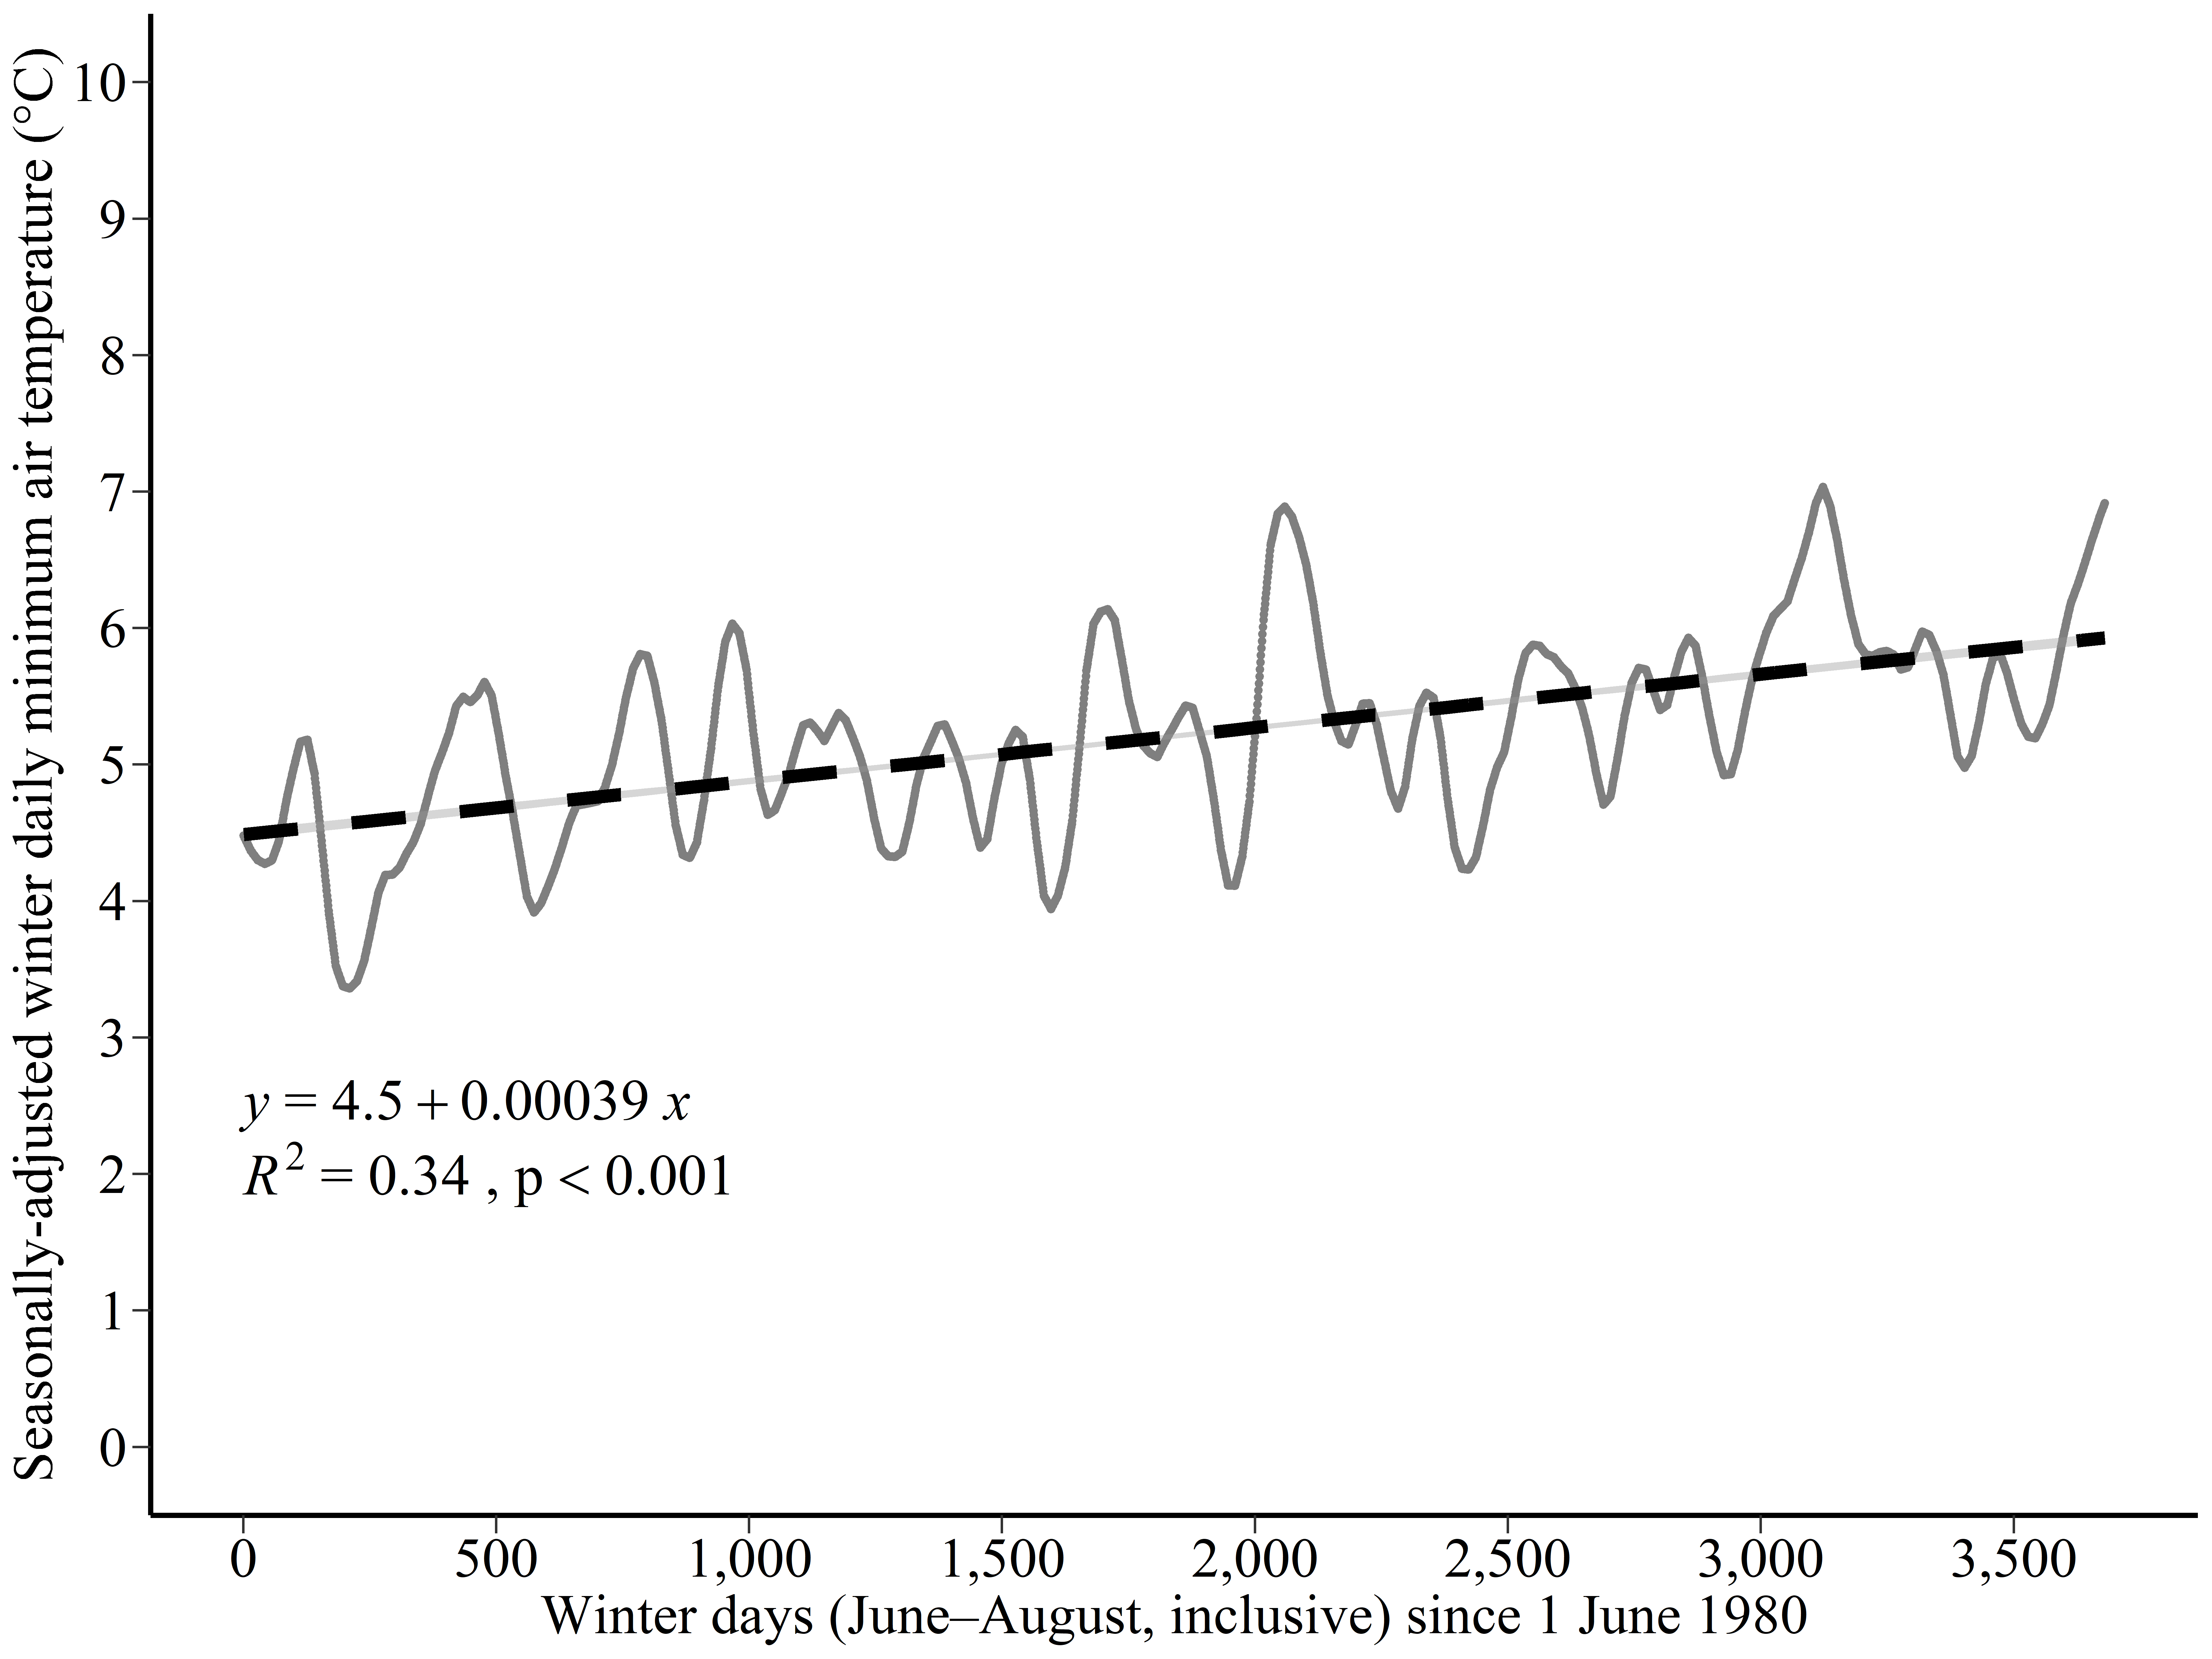 Seasonally-adjusted winter daily minimum air temperature (°C)
10
9
8
7
6
5
4
3
2
1
0
y = 4.5 + 0.00039 x
R² = 0.34 , p < 0.001
0 500 1,000 1,500 2,000 2,500 3,000 3,500
Winter days (June–August, inclusive) since 1 June 1980